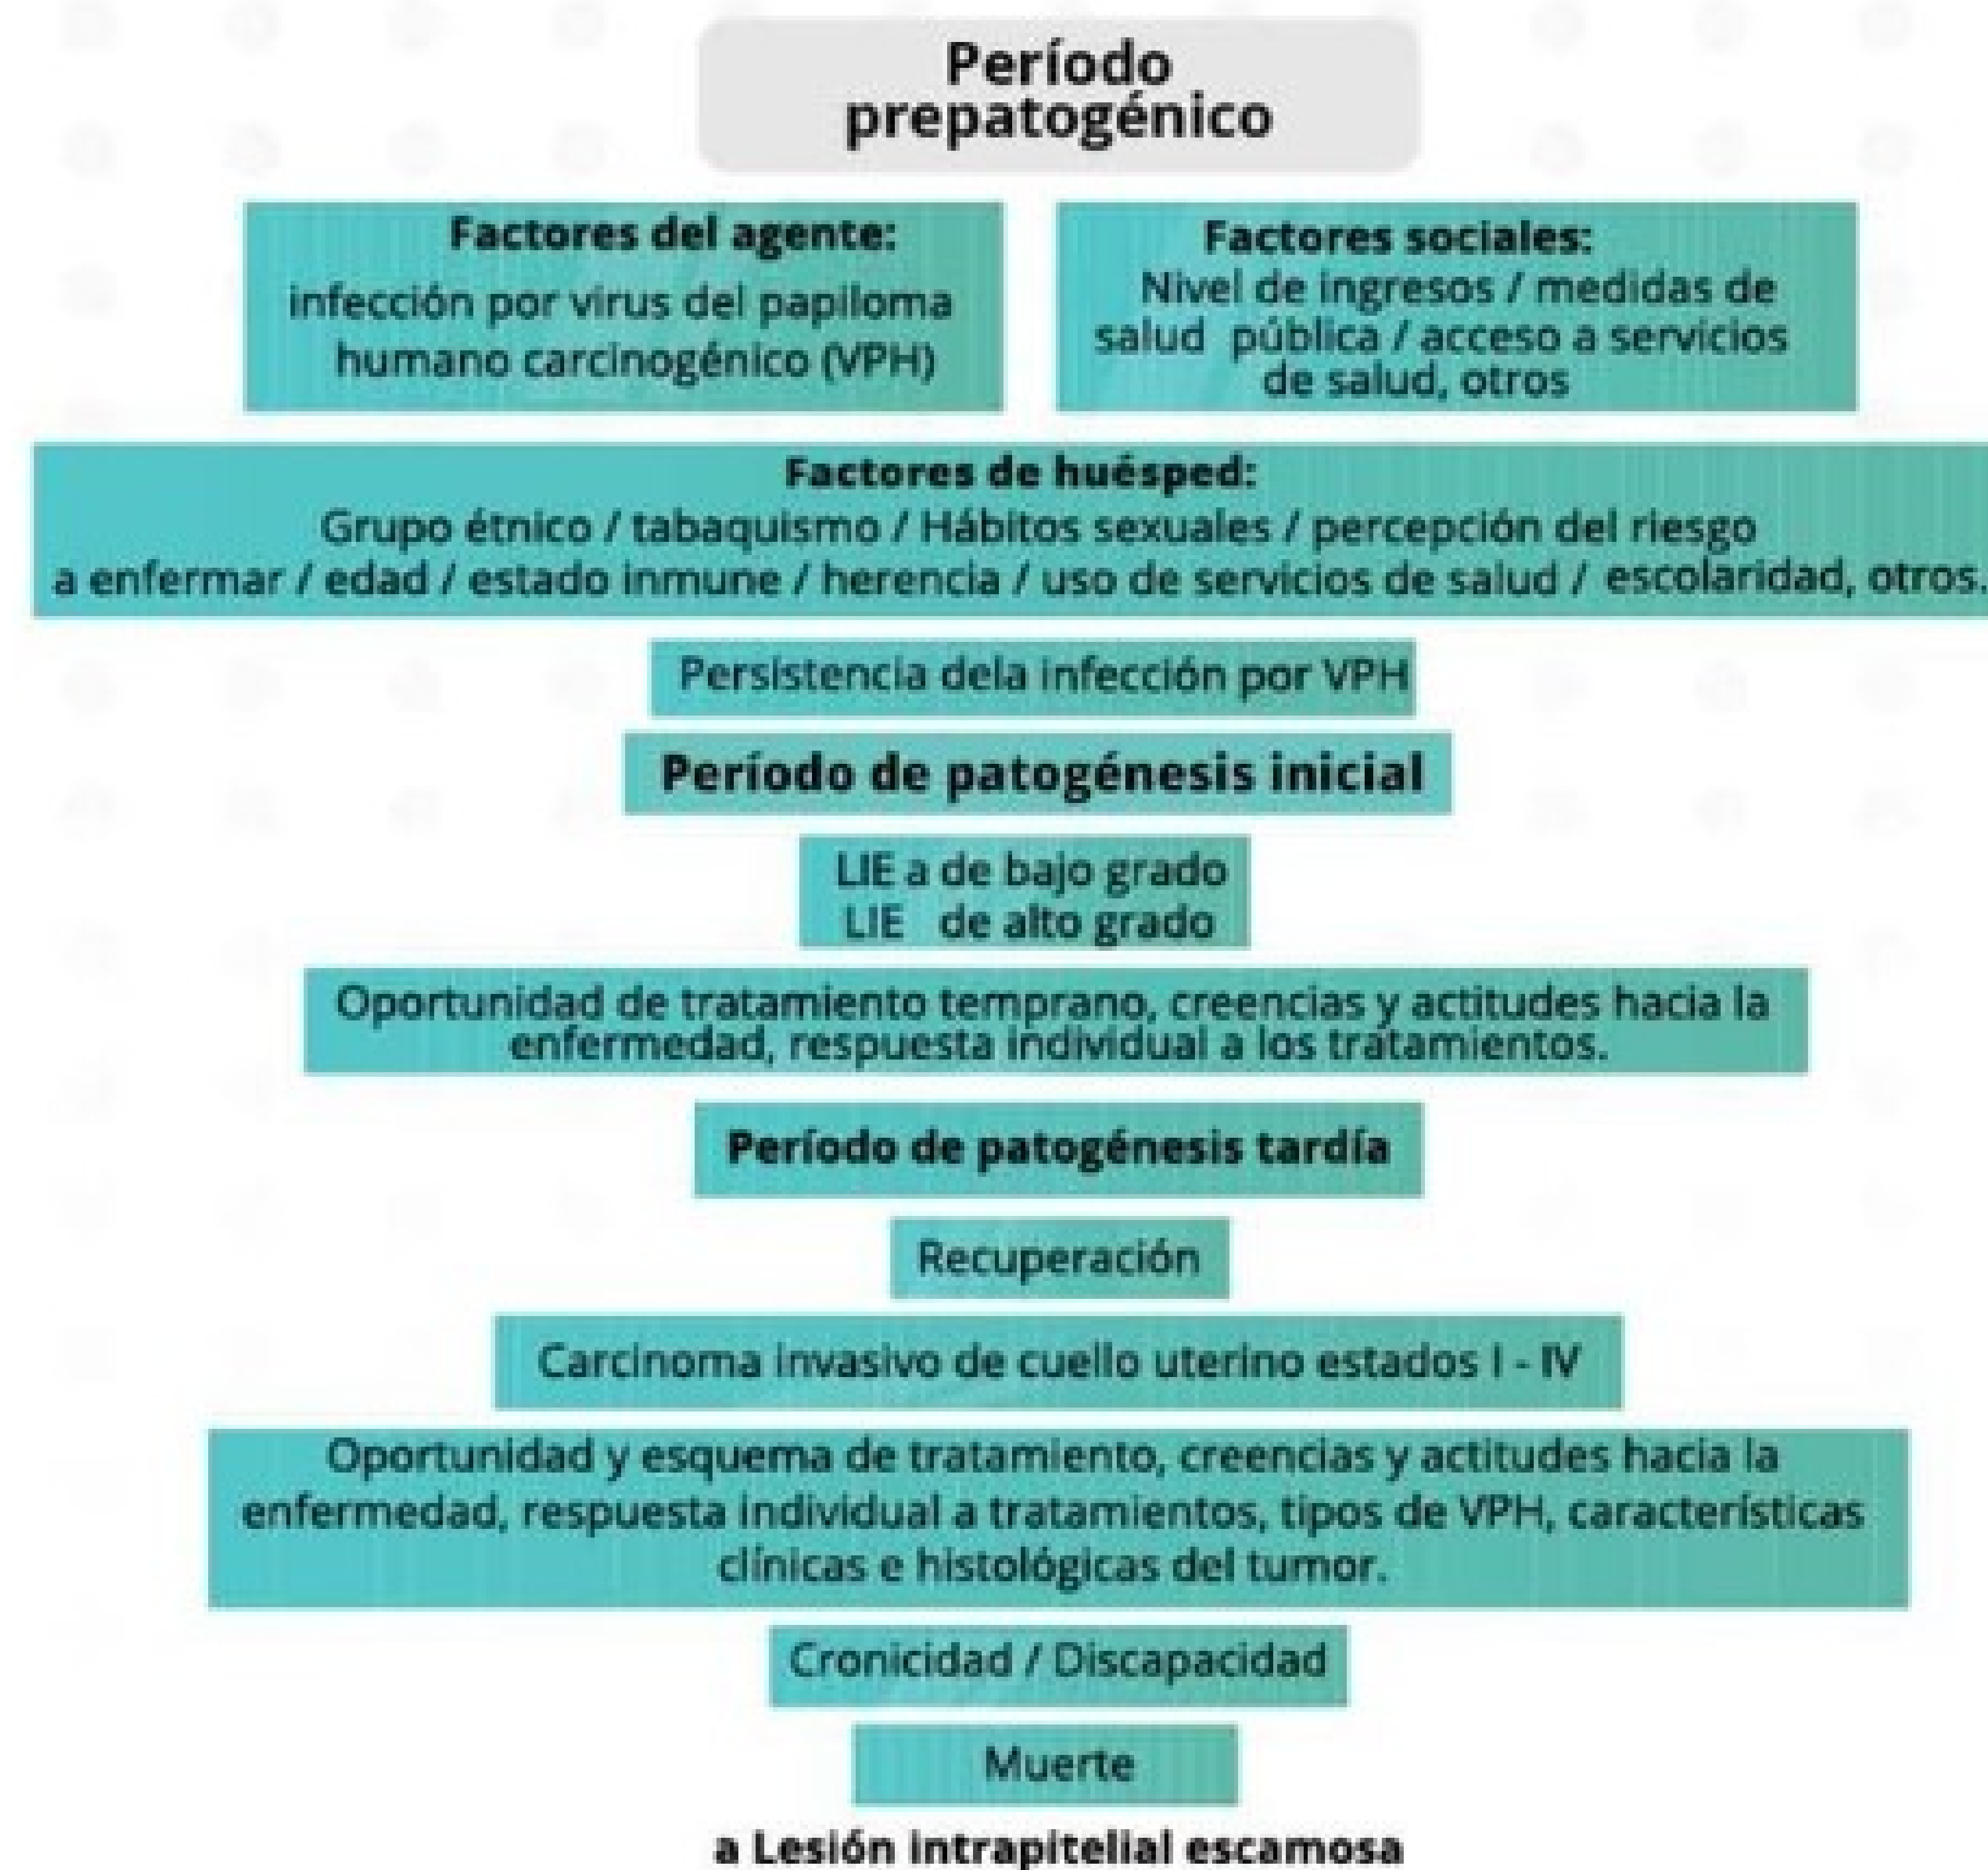 Período
prepatogénico
Factores del agente:
infección por virus del papiloma
humano carcinogénico (VPH)
Factores sociales:
Nivel de ingresos / medidas de
salud pública / acceso a servicios
de salud, otros
Factores de huésped:
Grupo étnico / tabaquismo / Hábitos sexuales / percepción del riesgo
a enfermar / edad / estado inmune / herencia / uso de servicios de salud / escolaridad, otros.
Persistencia dela infección por VPH
Período de patogénesis inicial
LIE a de bajo grado
LIE de alto grado
Oportunidad de tratamiento temprano, creencias y actitudes hacia la
enfermedad, respuesta individual a los tratamientos.
Período de patogénesis tardía
Recuperación
Carcinoma invasivo de cuello uterino estados I - IV
Oportunidad y esquema de tratamiento, creencias y actitudes hacia la
enfermedad, respuesta individual a tratamientos, tipos de VPH, características
clínicas e histológicas del tumor.
Cronicidad / Discapacidad
Muerte
a Lesión intrapitelial escamosa